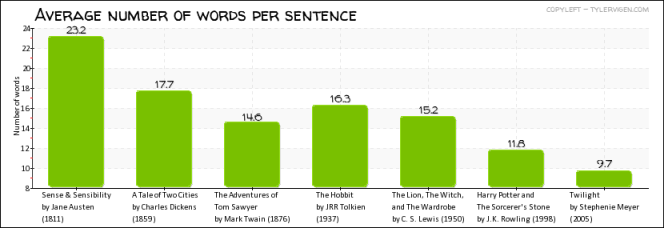 Average number of words per sentence
copyleft - tylervigen.com
Number of words
24
22
20
18
16
14
12
10
8
23.2
17.7
14.6
16.3
15.2
11.8
9.7
Sense & Sensibility
by Jane Austen
(1811)
A Tale of Two Cities
by Charles Dickens
(1859)
The Adventures of
Tom Sawyer
by Mark Twain (1876)
The Hobbit
by JRR Tolkien
(1937)
The Lion, The Witch,
and The Wardrobe
by C. S. Lewis (1950)
Harry Potter and
The Sorcerer's Stone
by J.K. Rowling (1998)
Twilight
by Stephenie Meyer
(2005)